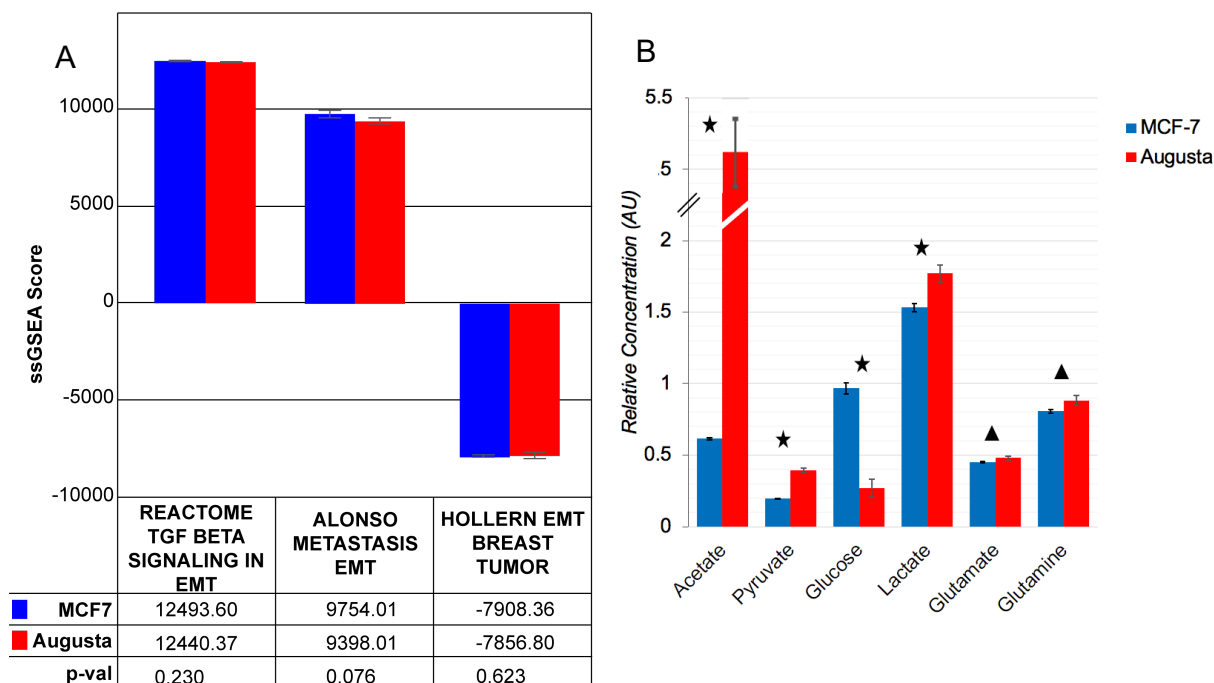 A
ssGSEA Score
10000
5000
0
-5000
-10000
REACTOME
TGF BETA
SIGNALING IN
EMT
ALONSO
METASTASIS
EMT
HOLLERN EMT
BREAST
TUMOR
MCF7 12493.60 9754.01 -7908.36
Augusta 12440.37 9398.01 -7856.80
p-val 0.230 0.076 0.623
B
Relative Concentration (AU)
5.5
.5
2
1.5
1
0.5
0
★
★
★
★
▲
▲
Acetate
Pyruvate
Glucose
Lactate
Glutamate
Glutamine
MCF-7
Augusta